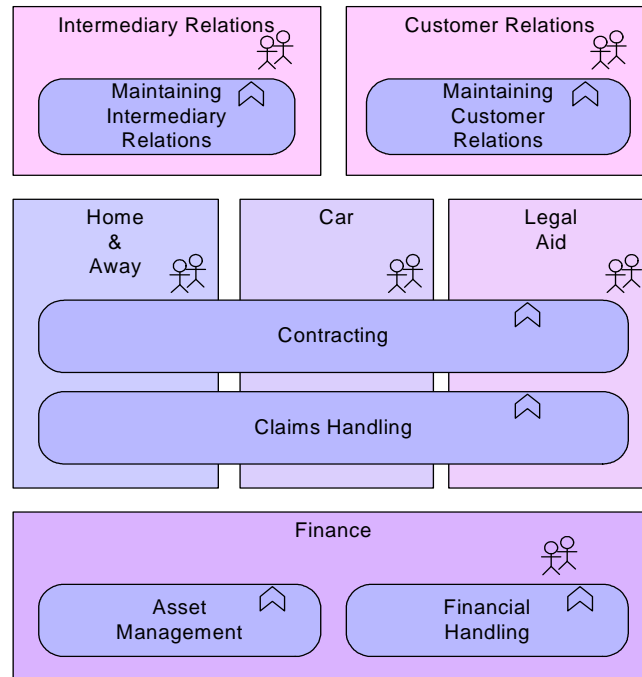 Intermediary Relations
Maintaining
Intermediary
Relations
Customer Relations
Maintaining
Customer
Relations
Home
&
Away
Car
Legal
Aid
Contracting
Claims Handling
Finance
Asset
Management
Financial
Handling